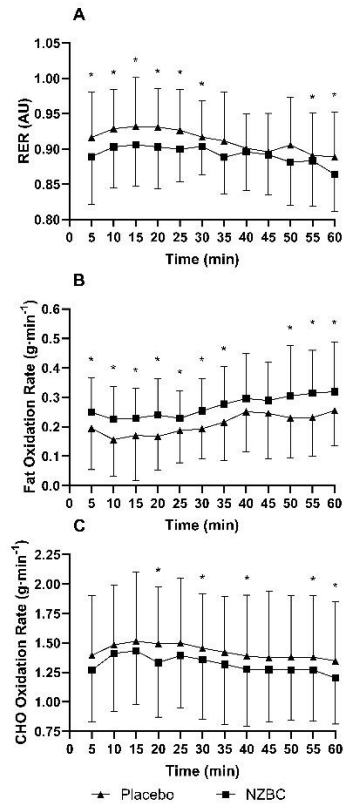 A
RER (AU)
1.05
1.00
0.95
0.90
0.85
0.80
* * * * * * * *
0 5 10 15 20 25 30 35 40 45 50 55 60
Time (min)
B
Fat Oxidation Rate (g·min⁻¹)
0.6
0.5
0.4
0.3
0.2
0.1
0.0
* * * * * * * * * *
0 5 10 15 20 25 30 35 40 45 50 55 60
Time (min)
C
CHO Oxidation Rate (g·min⁻¹)
2.25
2.00
1.75
1.50
1.25
1.00
0.75
* * * * *
0 5 10 15 20 25 30 35 40 45 50 55 60
Time (min)
Placebo NZBC